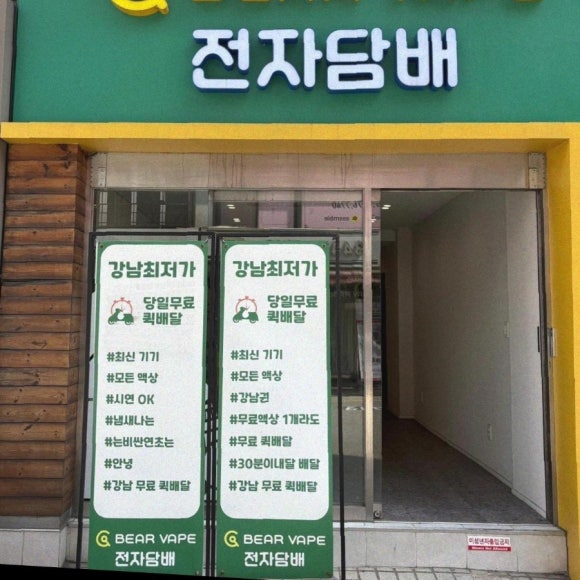 전자담배
강남최저가
당일무료
퀵배달
#최신 기기
#모든 액상
#시연 OK
#냄새나는
#는비싼연초는
#안녕
#강남 무료 퀵배달
BEAR VAPE
전자담배
강남최저가
당일무료
퀵배달
#최신 기기
#모든 액상
#강남권
#무료액상 1개라도
#무료 퀵배달
#30분이내달 배달
#강남 무료 퀵배달
BEAR VAPE
전자담배
미성년자출입금지